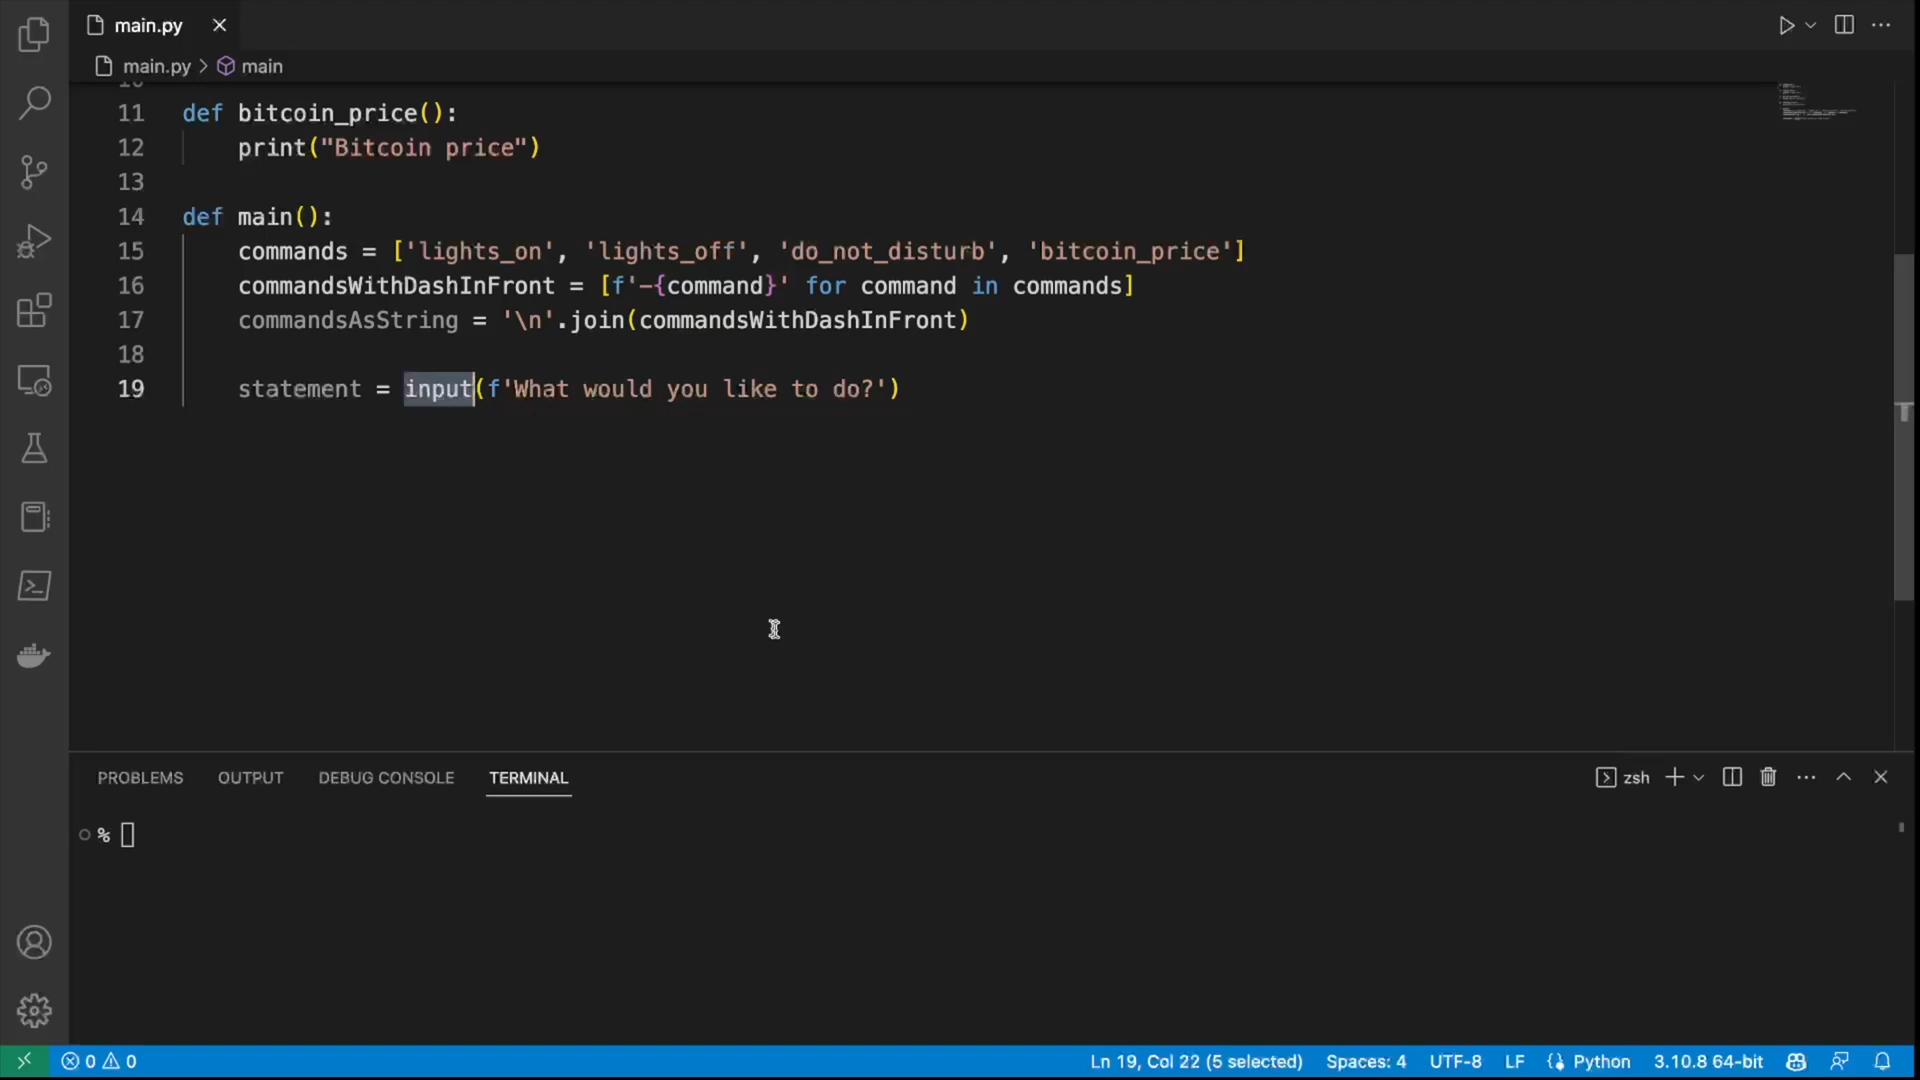 main.py
main.py > main
11 def bitcoin_price():
12 print("Bitcoin price")
13
14 def main():
15 commands = ['lights_on', 'lights_off', 'do_not_disturb', 'bitcoin_price']
16 commandsWithDashInFront = [f'-{command}' for command in commands]
17 commandsAsString = '\n'.join(commandsWithDashInFront)
18
19 statement = input(f'What would you like to do?')
PROBLEMS OUTPUT DEBUG CONSOLE TERMINAL zsh
%
0 0 Ln 19, Col 22 (5 selected) Spaces: 4 UTF-8 LF Python 3.10.8 64-bit